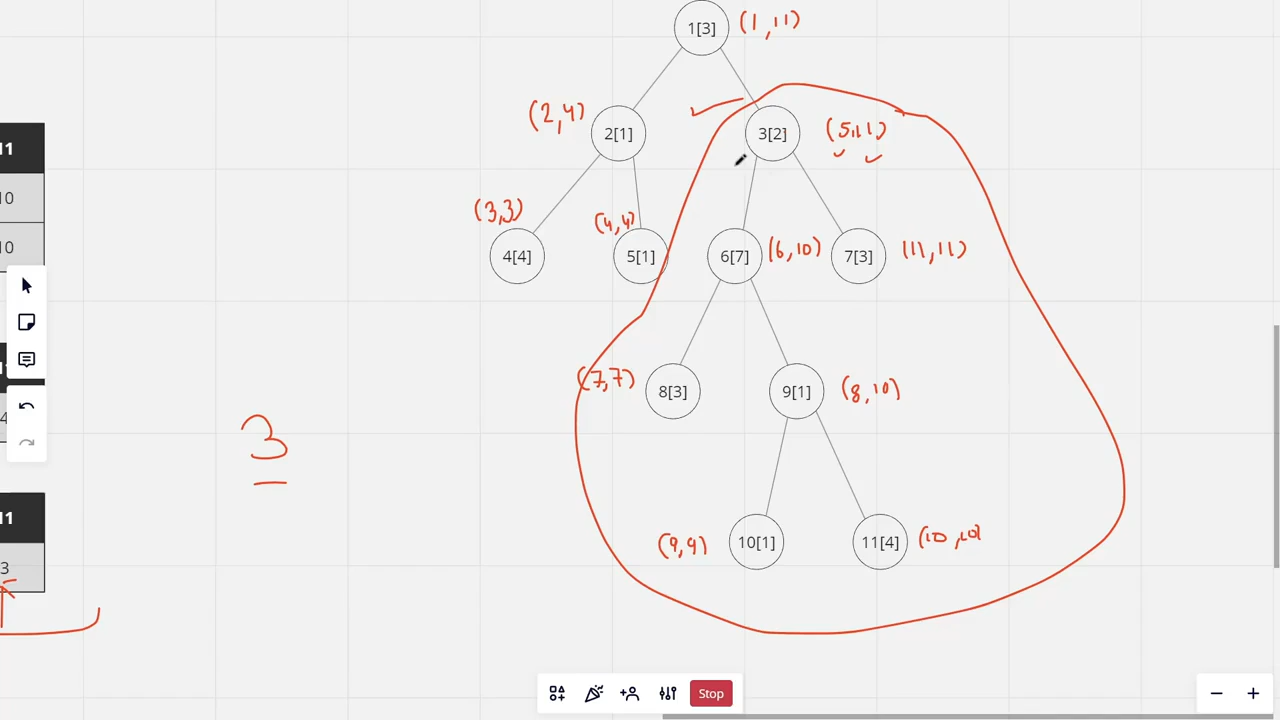 1[3] (1,11)
(2,4) 2[1] 3[2] (5,11)
11
10
(3,3) (4,4)
10 4[4] 5[1] 6[7] (6,10) 7[3] (11,11)
(7,7) 8[3] 9[1] (8,10)
4
3
11
(9,9) 10[1] 11[4] (10,10)
3
Stop